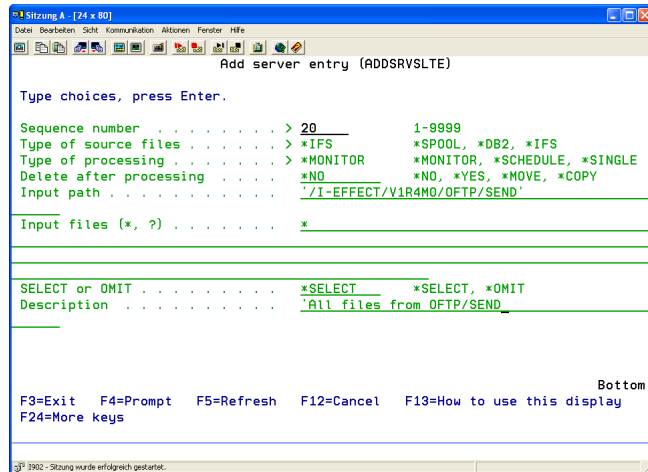 Sitzung A - [24 x 80]
Datei Bearbeiten Sicht Kommunikation Aktionen Fenster Hilfe
Add server entry (ADDSRVSLTE)
Type choices, press Enter.
Sequence number . . . . . . . . > 20 1-9999
Type of source files . . . . . . > *IFS *SPOOL, *DB2, *IFS
Type of processing . . . . . . . > *MONITOR *MONITOR, *SCHEDULE, *SINGLE
Delete after processing . . . . *NO *NO, *YES, *MOVE, *COPY
Input path . . . . . . . . . . . '/I-EFFECT/V1R4M0/OFTP/SEND'
Input files (*, ?) . . . . . . . *
SELECT or OMIT . . . . . . . . . *SELECT *SELECT, *OMIT
Description . . . . . . . . . . 'All files from OFTP/SEND
Bottom
F3=Exit F4=Prompt F5=Refresh F12=Cancel F13=How to use this display
F24=More keys
I902 - Sitzung wurde erfolgreich gestartet.